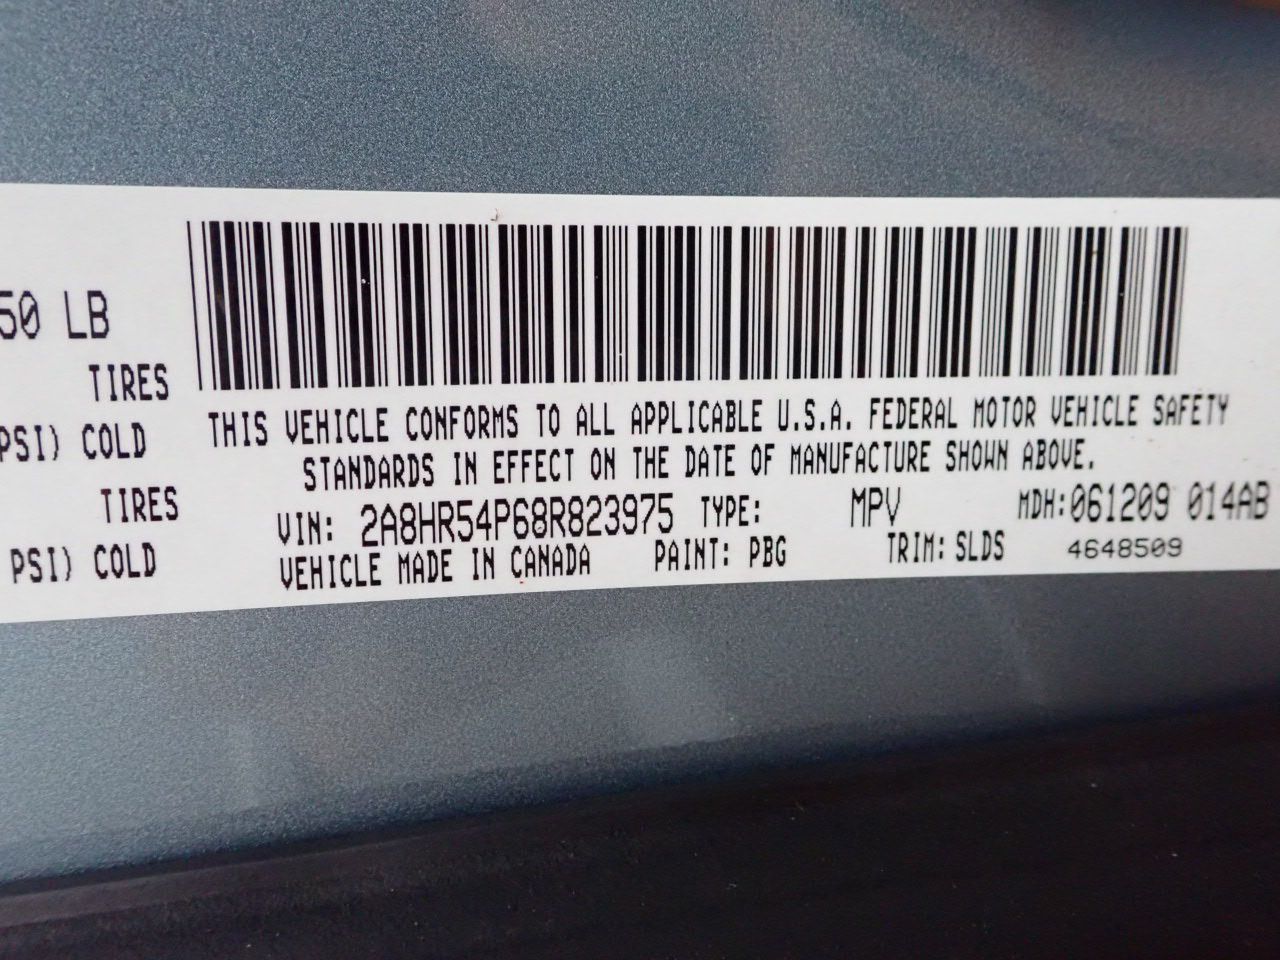 50 LB
TIRES
PSI) COLD
TIRES
PSI) COLD
THIS VEHICLE CONFORMS TO ALL APPLICABLE U.S.A. FEDERAL MOTOR VEHICLE SAFETY
STANDARDS IN EFFECT ON THE DATE OF MANUFACTURE SHOWN ABOVE.
VIN: 2A8HR54P68R823975 TYPE: MPV MDH:061209 014AB
VEHICLE MADE IN CANADA PAINT: PBG TRIM: SLDS 4648509